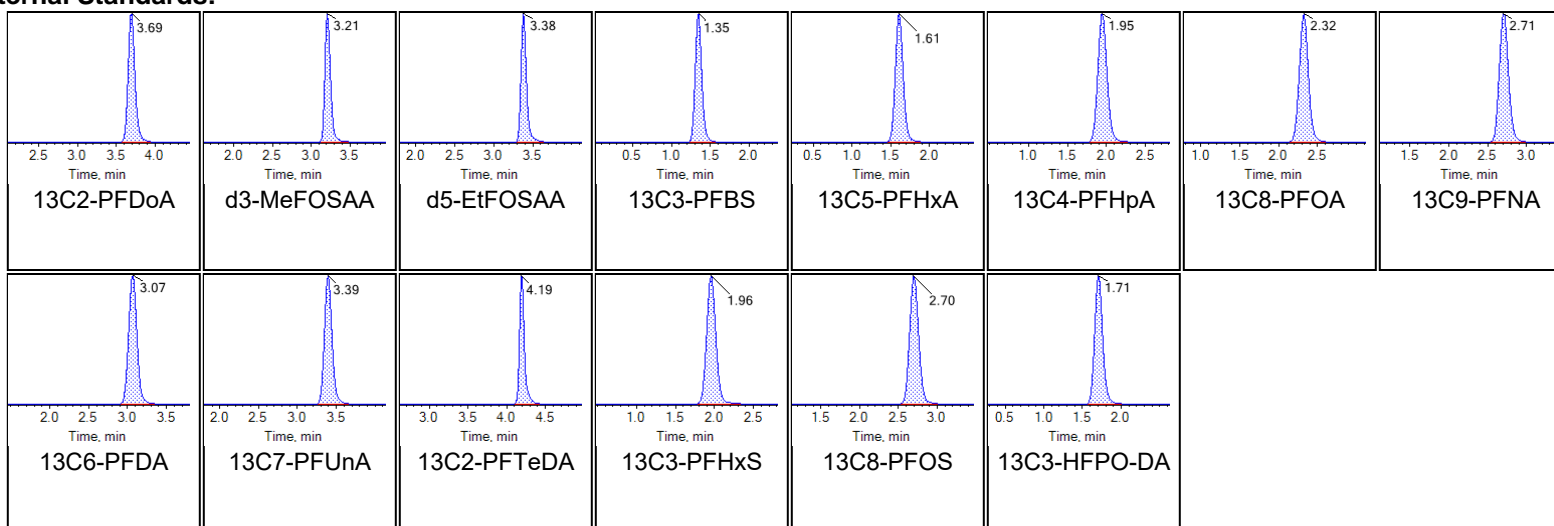 ternal Standards:
3.69
2.5 3.0 3.5 4.0
Time, min
13C2-PFDoA
3.21
2.0 2.5 3.0 3.5
Time, min
d3-MeFOSAA
3.38
2.0 2.5 3.0 3.5
Time, min
d5-EtFOSAA
1.35
0.5 1.0 1.5 2.0
Time, min
13C3-PFBS
1.61
0.5 1.0 1.5 2.0
Time, min
13C5-PFHxA
1.95
1.0 1.5 2.0 2.5
Time, min
13C4-PFHpA
2.32
1.0 1.5 2.0 2.5
Time, min
13C8-PFOA
2.71
1.5 2.0 2.5 3.0
Time, min
13C9-PFNA
3.07
2.0 2.5 3.0 3.5
Time, min
13C6-PFDA
3.39
2.0 2.5 3.0 3.5
Time, min
13C7-PFUnA
4.19
3.0 3.5 4.0 4.5
Time, min
13C2-PFTeDA
1.96
1.0 1.5 2.0 2.5
Time, min
13C3-PFHxS
2.70
1.5 2.0 2.5 3.0
Time, min
13C8-PFOS
1.71
0.5 1.0 1.5 2.0
Time, min
13C3-HFPO-DA